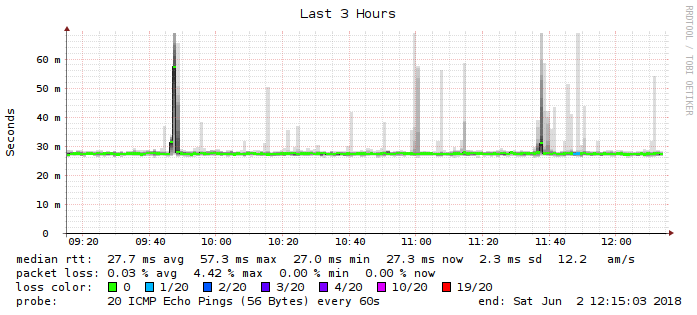 Last 3 Hours
RRDTOOL / TOBI OETIKER
Seconds
60 m
50 m
40 m
30 m
20 m
10 m
0
09:20 09:40 10:00 10:20 10:40 11:00 11:20 11:40 12:00
median rtt: 27.7 ms avg 57.3 ms max 27.0 ms min 27.3 ms now 2.3 ms sd 12.2 am/s
packet loss: 0.03 % avg 4.42 % max 0.00 % min 0.00 % now
loss color: 0 1/20 2/20 3/20 4/20 10/20 19/20
probe: 20 ICMP Echo Pings (56 Bytes) every 60s end: Sat Jun 2 12:15:03 2018